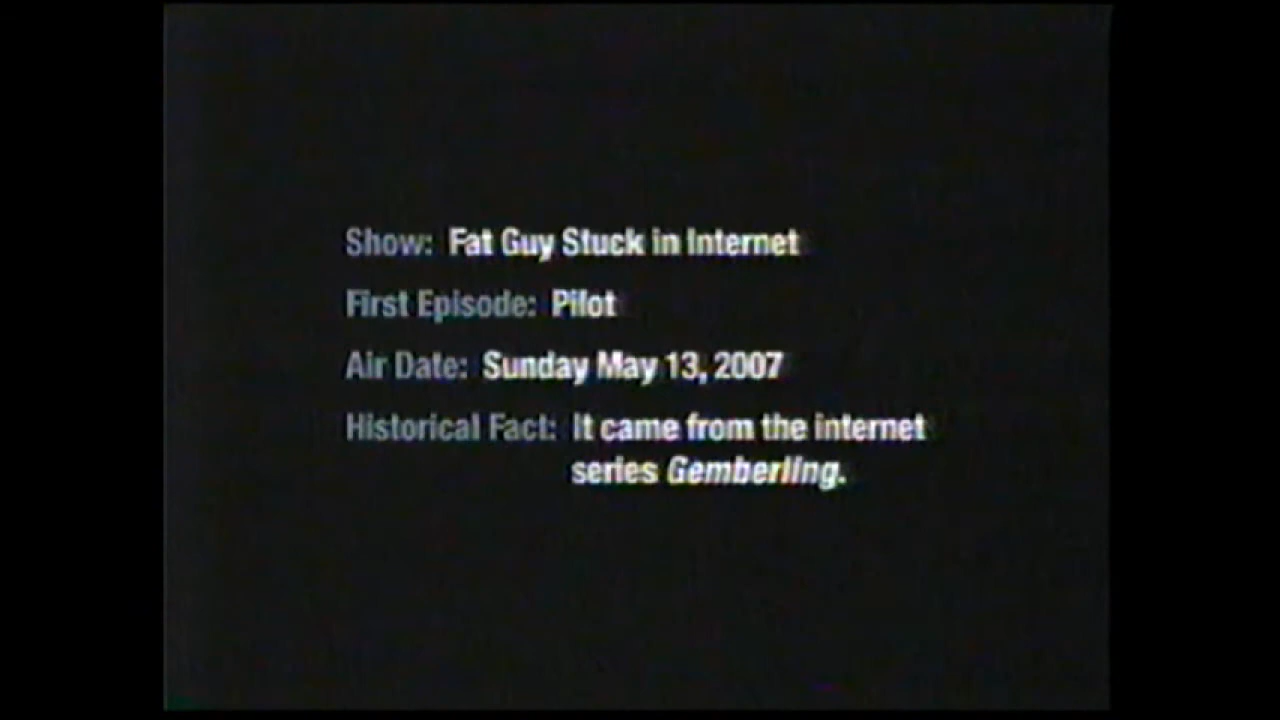 Show: Fat Guy Stuck in Internet
First Episode: Pilot
Air Date: Sunday May 13, 2007
Historical Fact: It came from the internet
series Gemberling.